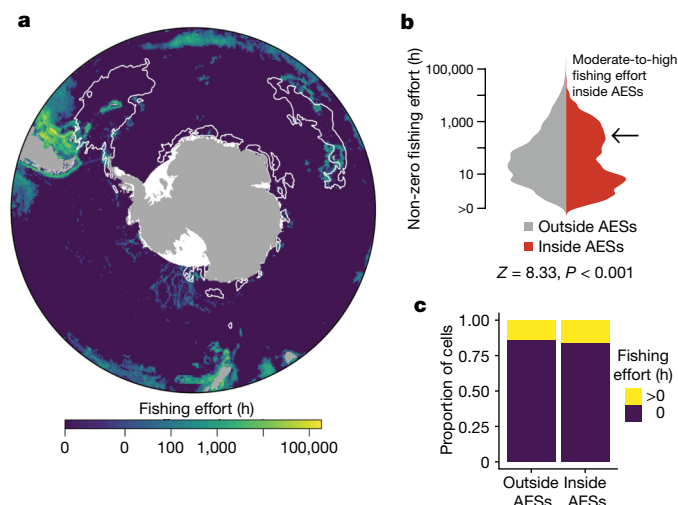 a
Fishing effort (h)
0 0 100 1,000 100,000
b
Non-zero fishing effort (h)
100,000
1,000
10
>0
Moderate-to-high
fishing effort
inside AESs
Outside AESs
Inside AESs
Z = 8.33, P < 0.001
c
Proportion of cells
1.00
0.75
0.50
0.25
0
Outside
AESs
Inside
AESs
Fishing
effort (h)
>0
0